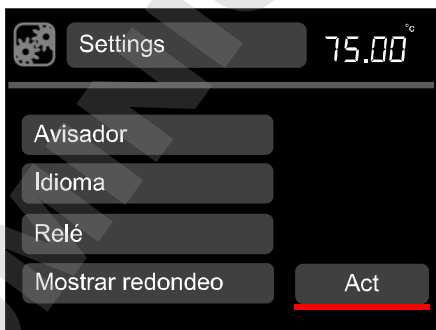 Settings 75.00 °c
Avisador
Idioma
Relé
Mostrar redondeo Act